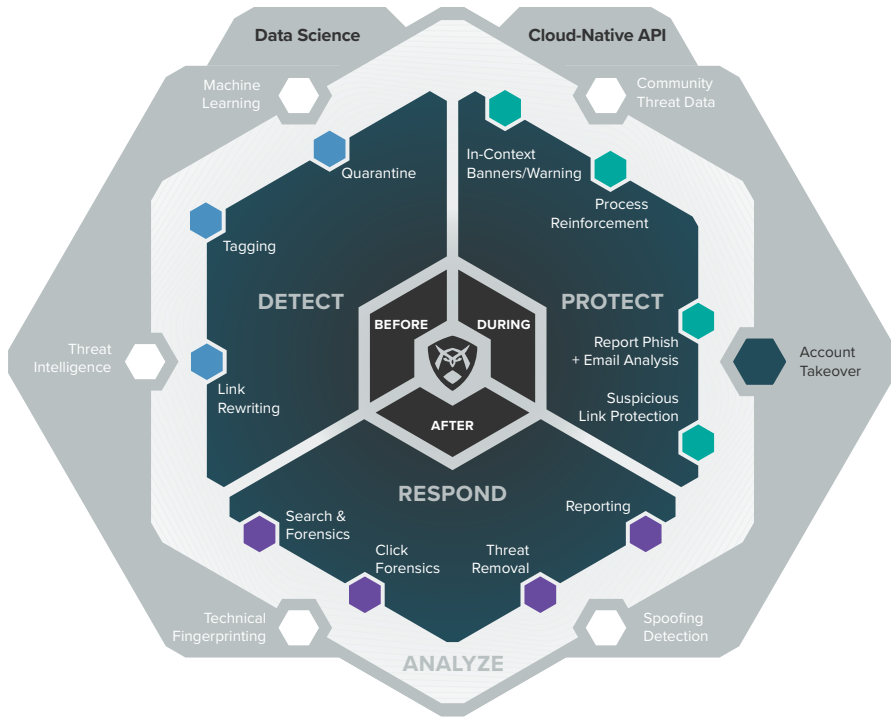 Data Science
Cloud-Native API
Machine
Learning
Community
Threat Data
Quarantine
In-Context
Banners/Warning
Process
Reinforcement
Tagging
DETECT
PROTECT
BEFORE
DURING
Threat
Intelligence
Report Phish
+ Email Analysis
Account
Takeover
Link
Rewriting
Suspicious
Link Protection
AFTER
RESPOND
Search &
Forensics
Reporting
Click
Forensics
Threat
Removal
Technical
Fingerprinting
Spoofing
Detection
ANALYZE